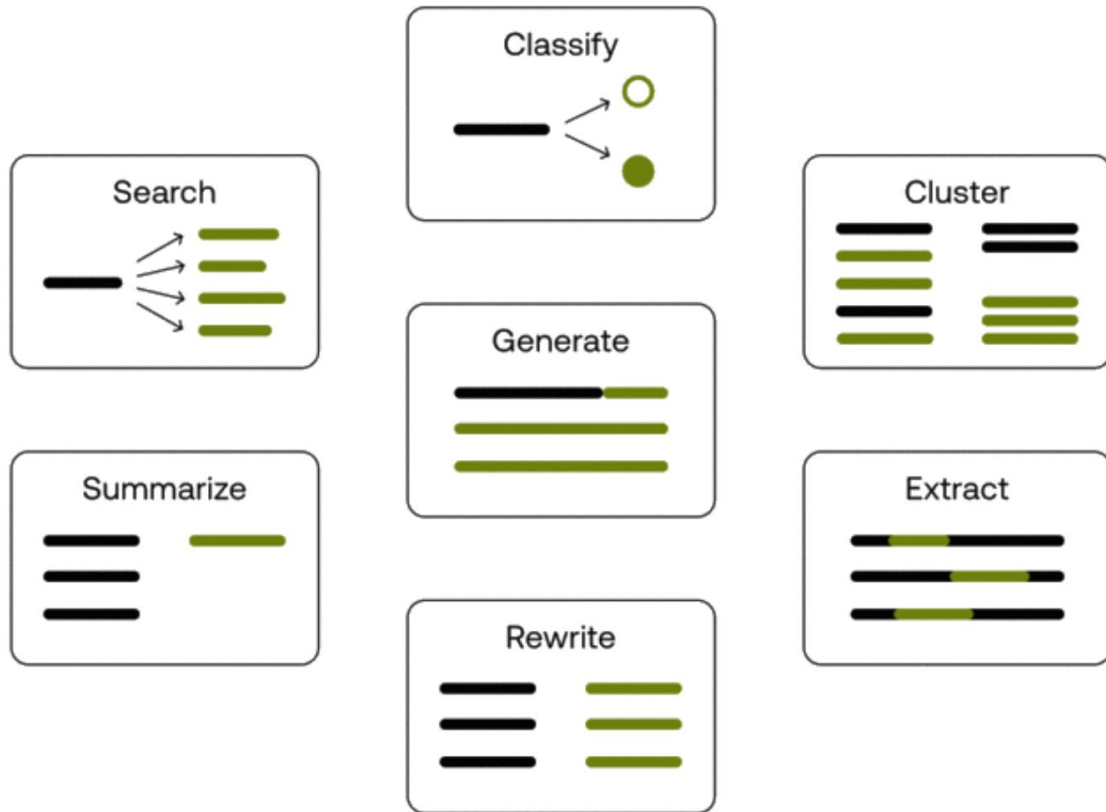 Classify
Search
Cluster
Generate
Summarize
Extract
Rewrite